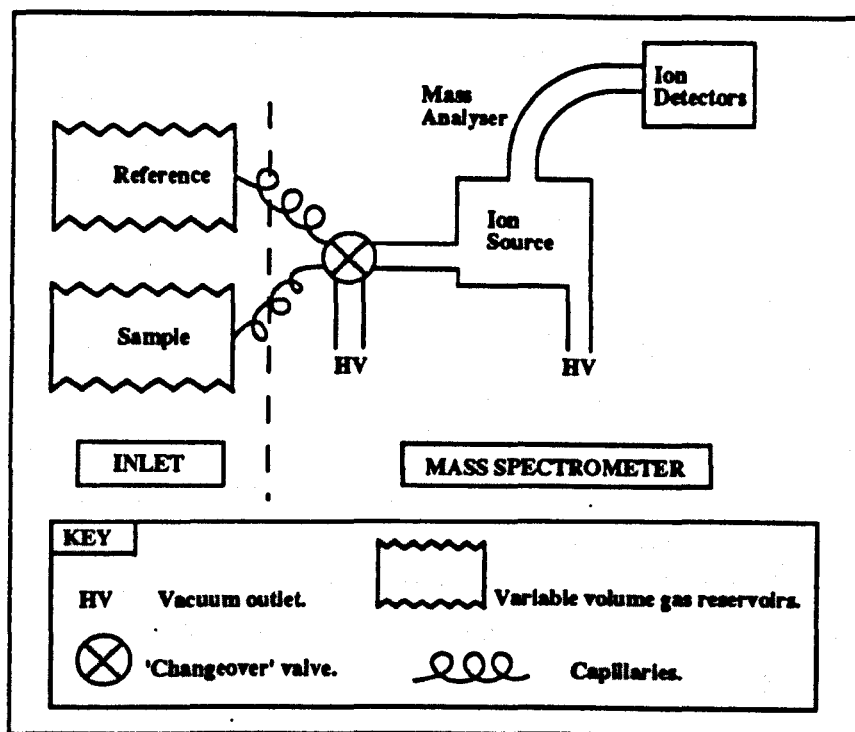 Ion
Detectors
Mass
Analyser
Reference
Ion
Source
Sample
HV
HV
INLET
MASS SPECTROMETER
KEY
HV Vacuum outlet.
Variable volume gas reservoirs.
'Changeover' valve.
Capillaries.